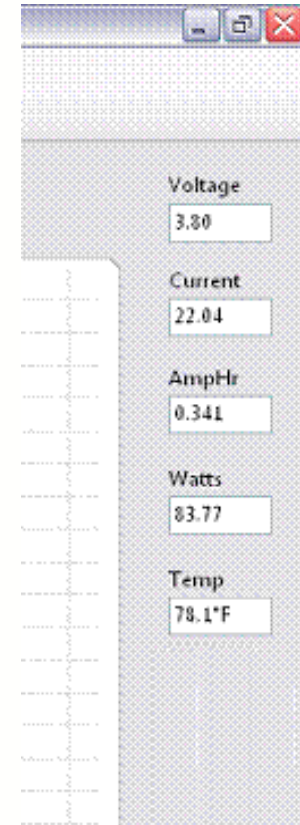 Voltage
3.80
Current
22.04
AmpHr
0.341
Watts
83.77
Temp
78.1°F